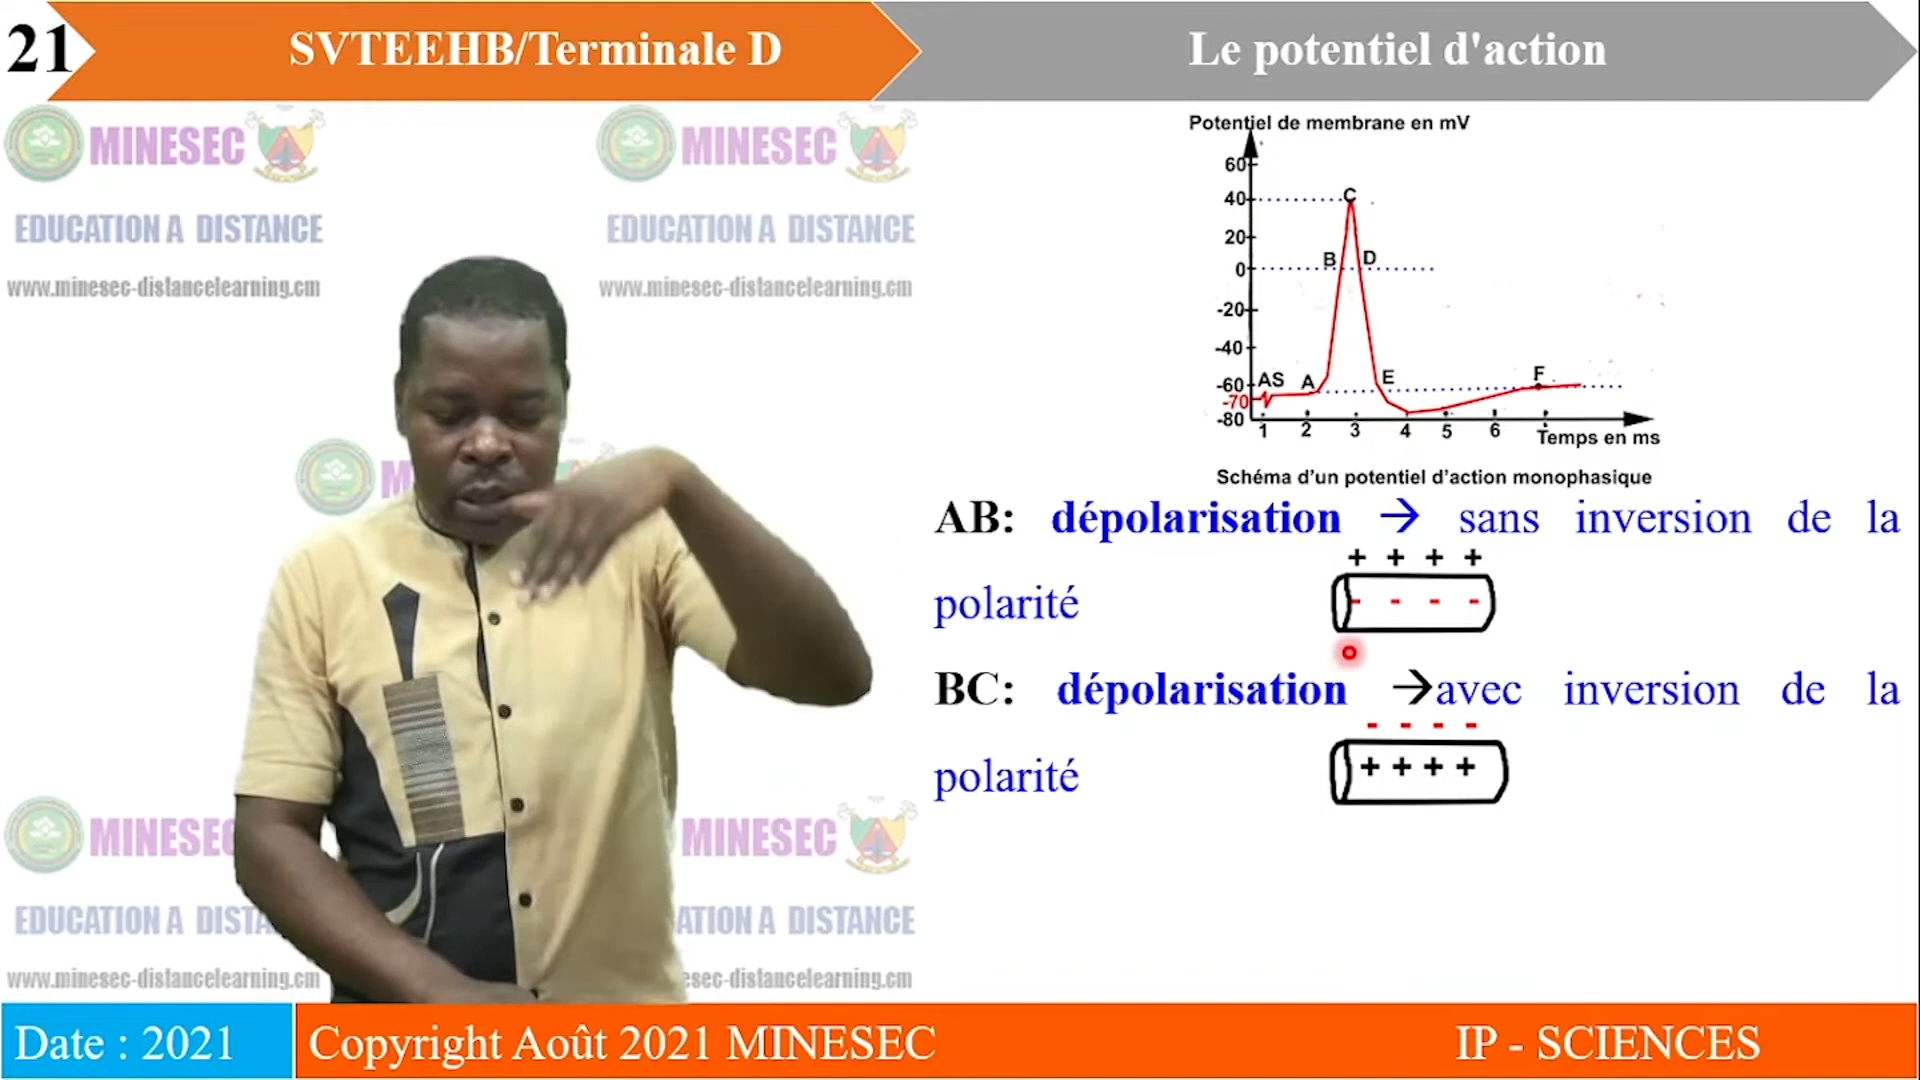 21
SVTEEHB/Terminale D
Le potentiel d'action
MINESEC
MINESEC
EDUCATION A DISTANCE
EDUCATION A DISTANCE
www.minesec-distancelearning.cm
www.minesec-distancelearning.cm
Potentiel de membrane en mV
60
40
20
0
-20
-40
-60
-70
-80
C
B
D
AS
A
E
F
1 2 3 4 5 6
Temps en ms
Schéma d'un potentiel d'action monophasique
AB: dépolarisation → sans inversion de la
+ + + +
polarité
- - - -
BC: dépolarisation →avec inversion de la
- - - -
polarité
+ + + +
M
MINESEC
MINESEC
EDUCATION A DISTA
ATION A DISTANCE
www.minesec-distancelearning.cm
esec-distancelearning.cm
Date : 2021
Copyright Août 2021 MINESEC
IP - SCIENCES